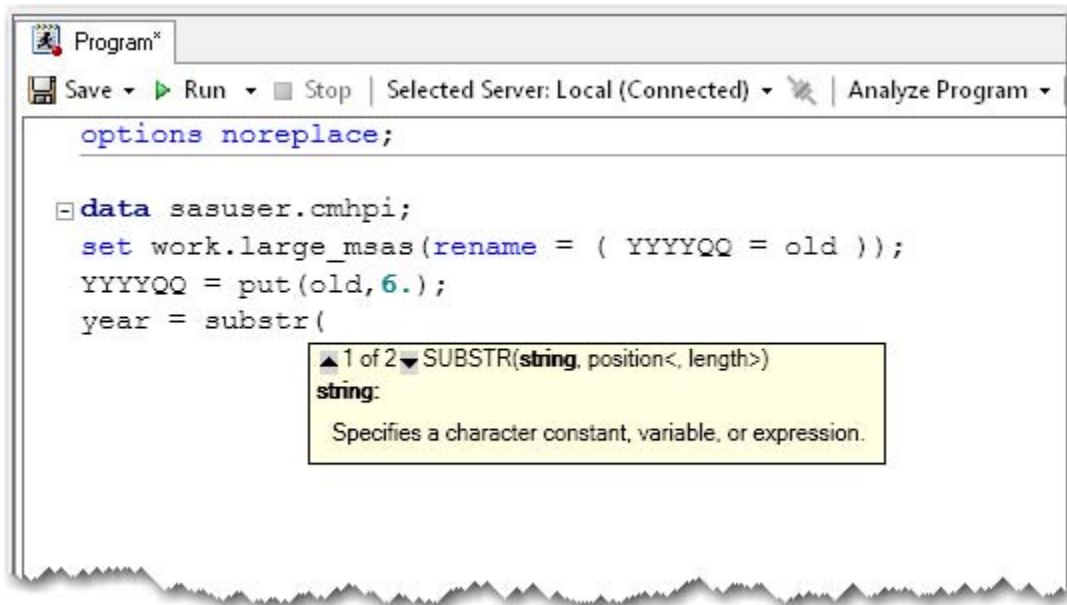 Program*
Save Run Stop | Selected Server: Local (Connected) | Analyze Program
options noreplace;
data sasuser.cmhpi;
set work.large_msas(rename = ( YYYYQQ = old ));
YYYYQQ = put(old,6.);
year = substr(
1 of 2 SUBSTR(string, position<, length>)
string:
Specifies a character constant, variable, or expression.